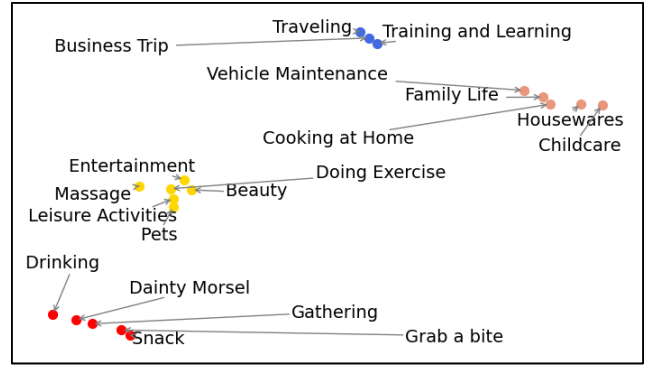 Traveling
Training and Learning
Business Trip
Vehicle Maintenance
Family Life
Housewares
Cooking at Home
Childcare
Entertainment
Doing Exercise
Massage
Beauty
Leisure Activities
Pets
Drinking
Dainty Morsel
Gathering
Snack
Grab a bite